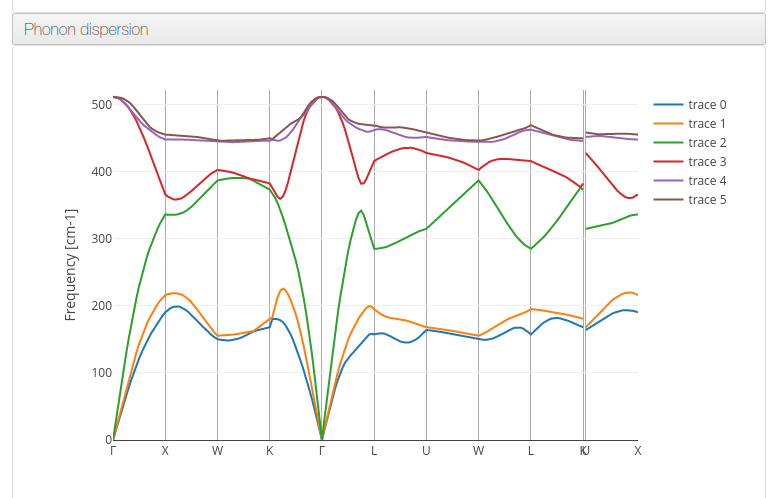 Phonon dispersion
500
400
300
200
100
0
Frequency [cm-1]
Γ X W K Γ L U W L K U X
trace 0
trace 1
trace 2
trace 3
trace 4
trace 5